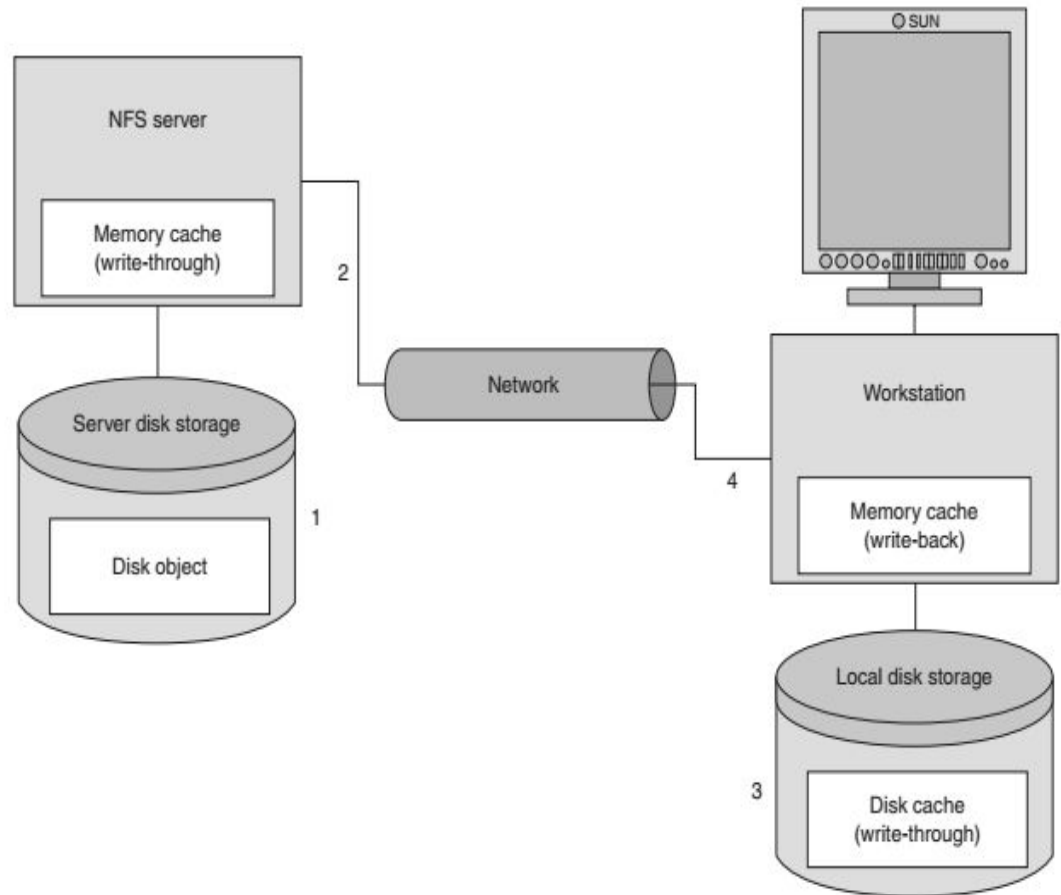 SUN
NFS server
Memory cache
(write-through)
2
Network
Workstation
4
Memory cache
(write-back)
Server disk storage
1
Disk object
Local disk storage
3
Disk cache
(write-through)